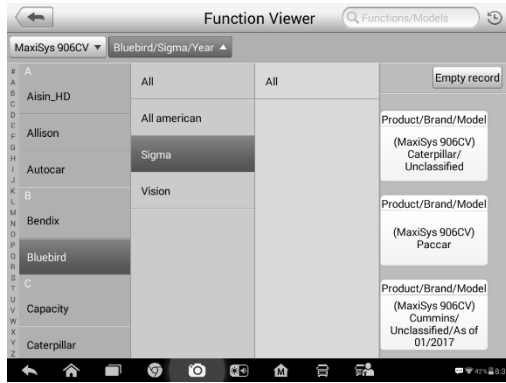 Function Viewer
Functions/Models
MaxiSys 906CV ▼
Bluebird/Sigma/Year ▲
#
A
B
C
D
E
F
G
H
I
J
K
L
M
N
O
P
Q
R
S
T
U
V
W
X
Y
Z
A
Aisin_HD
Allison
Autocar
B
Bendix
Bluebird
C
Capacity
Caterpillar
All
All american
Sigma
Vision
All
Empty record
Product/Brand/Model
(MaxiSys 906CV)
Caterpillar/
Unclassified
Product/Brand/Model
(MaxiSys 906CV)
Paccar
Product/Brand/Model
(MaxiSys 906CV)
Cummins/
Unclassified/As of
01/2017
M
42%